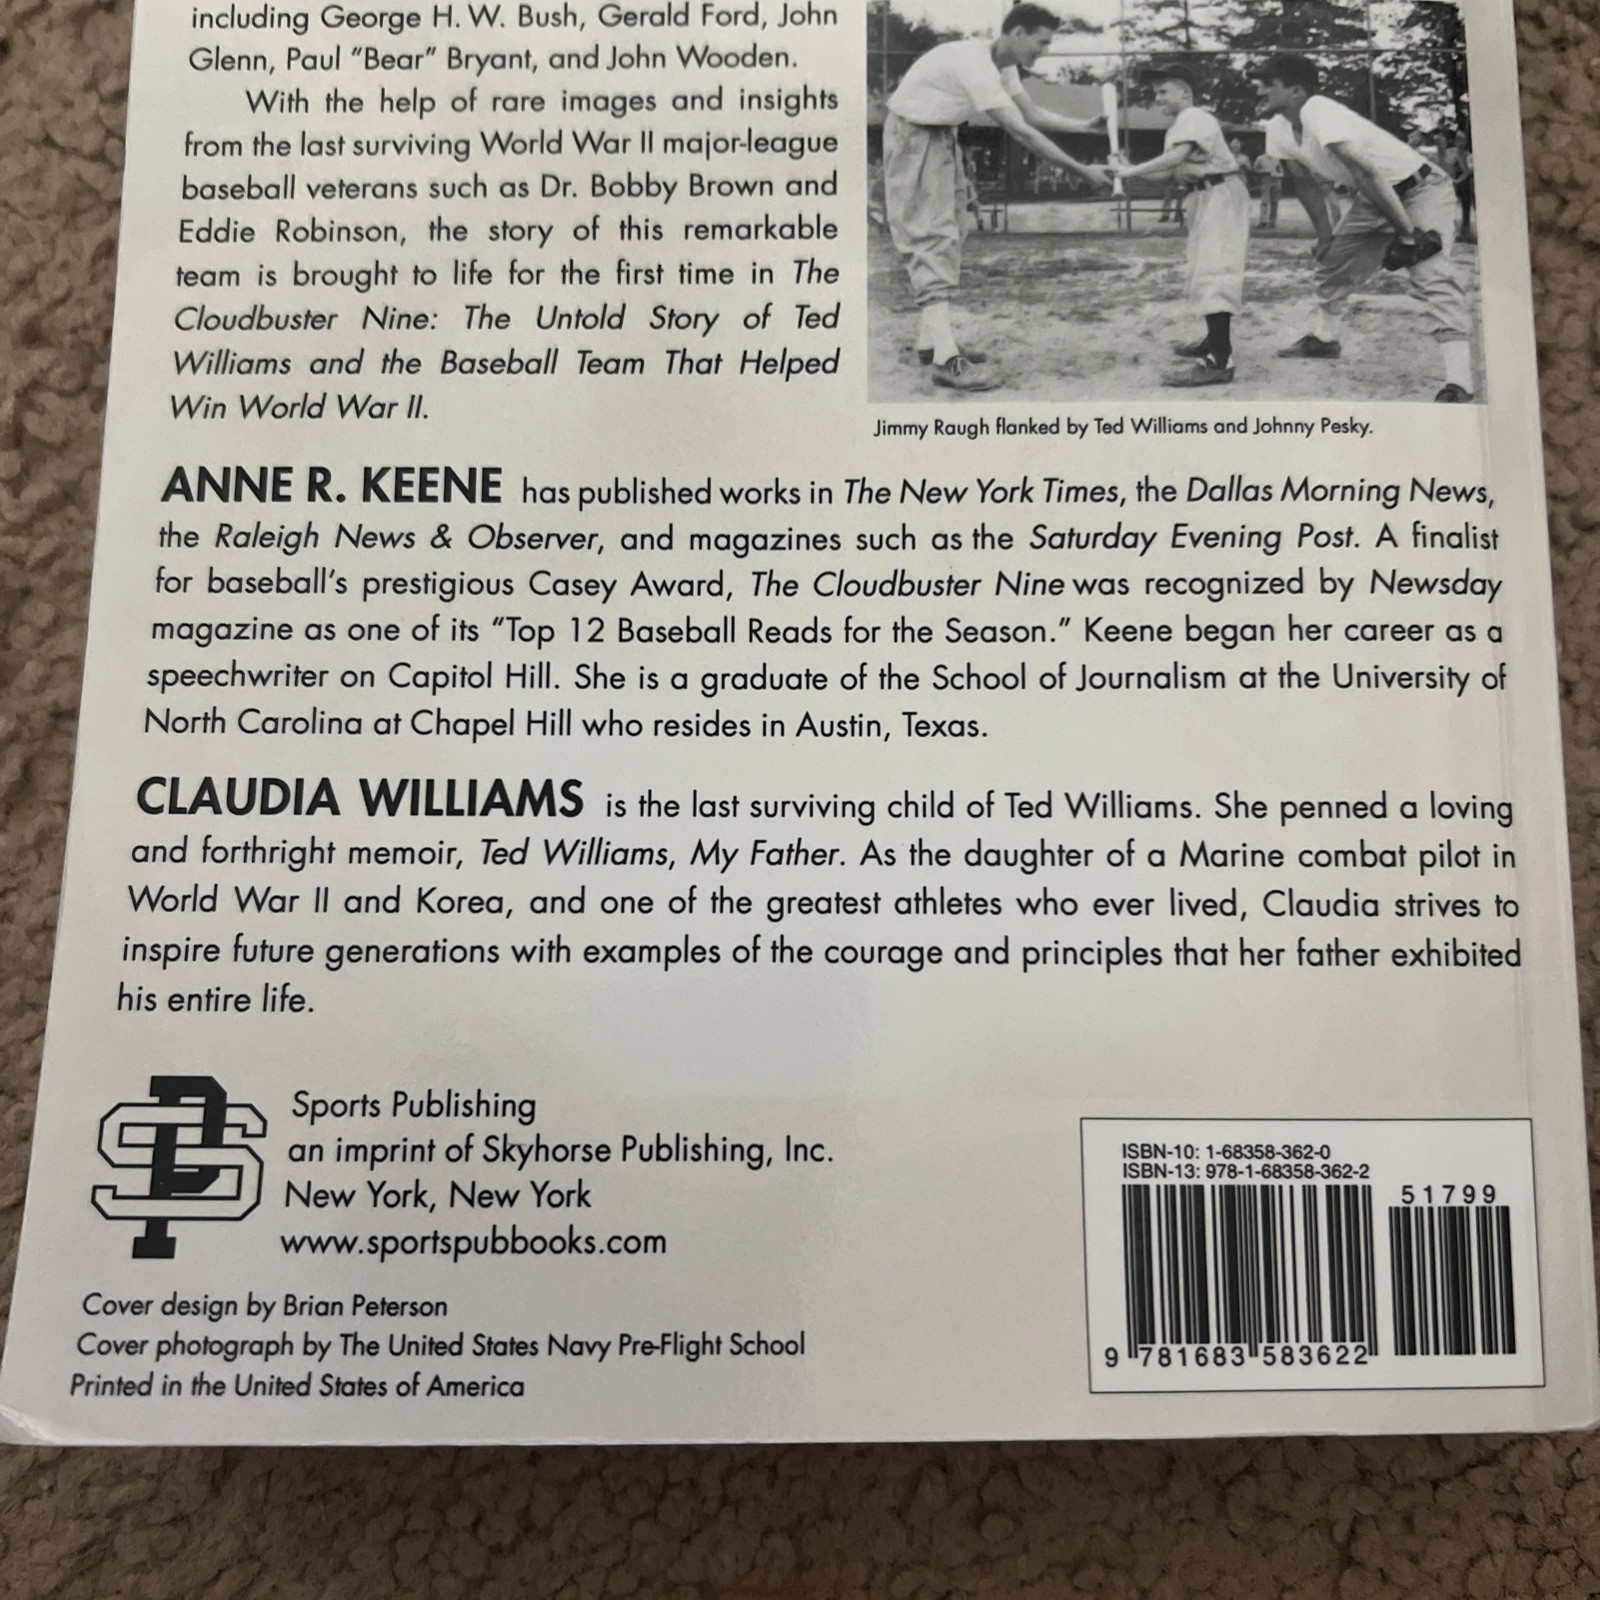 including George H. W. Bush, Gerald Ford, John
Glenn, Paul "Bear" Bryant, and John Wooden.
With the help of rare images and insights
from the last surviving World War II major-league
baseball veterans such as Dr. Bobby Brown and
Eddie Robinson, the story of this remarkable
team is brought to life for the first time in The
Cloudbuster Nine: The Untold Story of Ted
Williams and the Baseball Team That Helped
Win World War II.
Jimmy Raugh flanked by Ted Williams and Johnny Pesky.
ANNE R. KEENE has published works in The New York Times, the Dallas Morning News,
the Raleigh News & Observer, and magazines such as the Saturday Evening Post. A finalist
for baseball's prestigious Casey Award, The Cloudbuster Nine was recognized by Newsday
magazine as one of its "Top 12 Baseball Reads for the Season." Keene began her career as a
speechwriter on Capitol Hill. She is a graduate of the School of Journalism at the University of
North Carolina at Chapel Hill who resides in Austin, Texas.
CLAUDIA WILLIAMS is the last surviving child of Ted Williams. She penned a loving
and forthright memoir, Ted Williams, My Father. As the daughter of a Marine combat pilot in
World War II and Korea, and one of the greatest athletes who ever lived, Claudia strives to
inspire future generations with examples of the courage and principles that her father exhibited
his entire life.
SP
Sports Publishing
an imprint of Skyhorse Publishing, Inc.
New York, New York
www.sportspubbooks.com
Cover design by Brian Peterson
Cover photograph by The United States Navy Pre-Flight School
Printed in the United States of America
ISBN-10: 1-68358-362-0
ISBN-13: 978-1-68358-362-2
51799
9 781683 583622